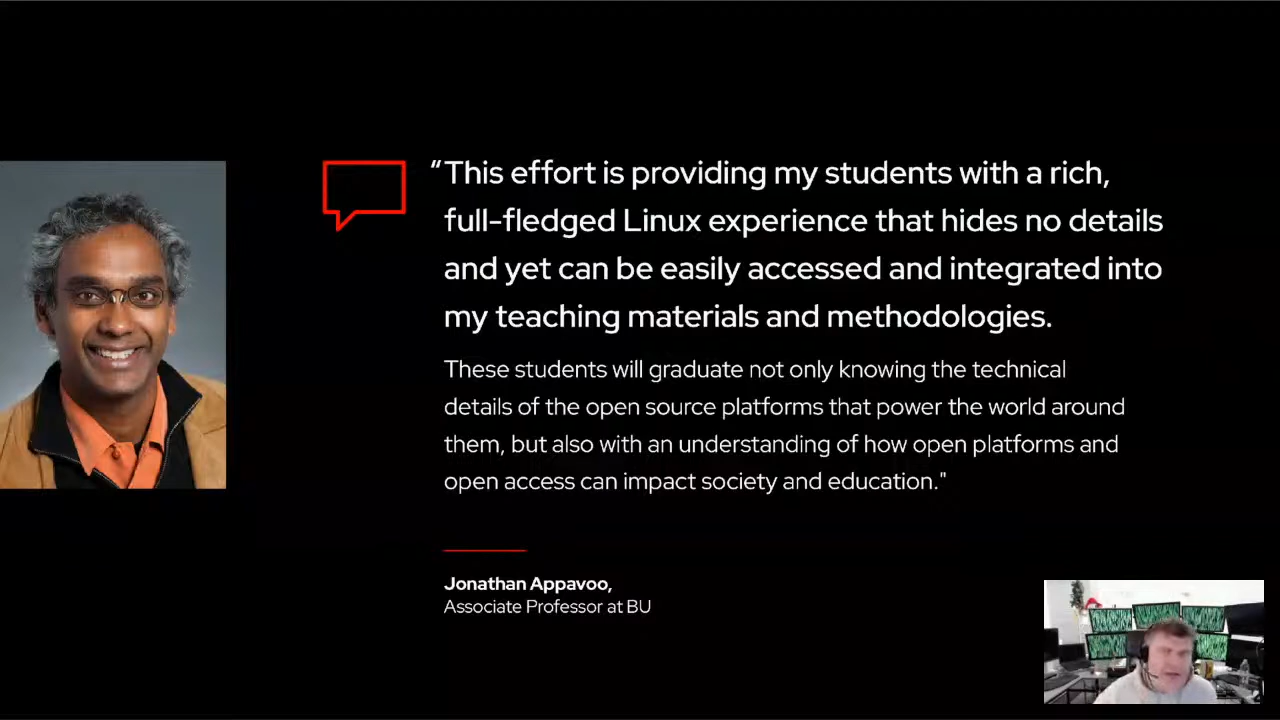 “This effort is providing my students with a rich,
full-fledged Linux experience that hides no details
and yet can be easily accessed and integrated into
my teaching materials and methodologies.
These students will graduate not only knowing the technical
details of the open source platforms that power the world around
them, but also with an understanding of how open platforms and
open access can impact society and education."
Jonathan Appavoo,
Associate Professor at BU